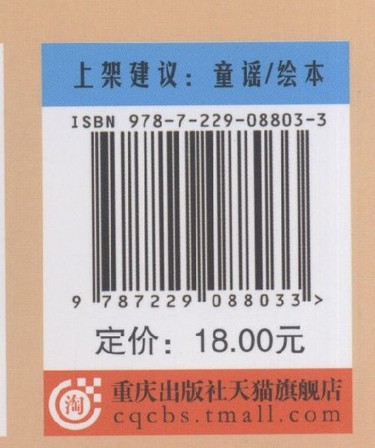 上架建议：童谣/绘本
ISBN 978-7-229-08803-3
9 787229 088033 >
定价：18.00元
淘
重庆出版社天猫旗舰店
cqcbs.tmall.com